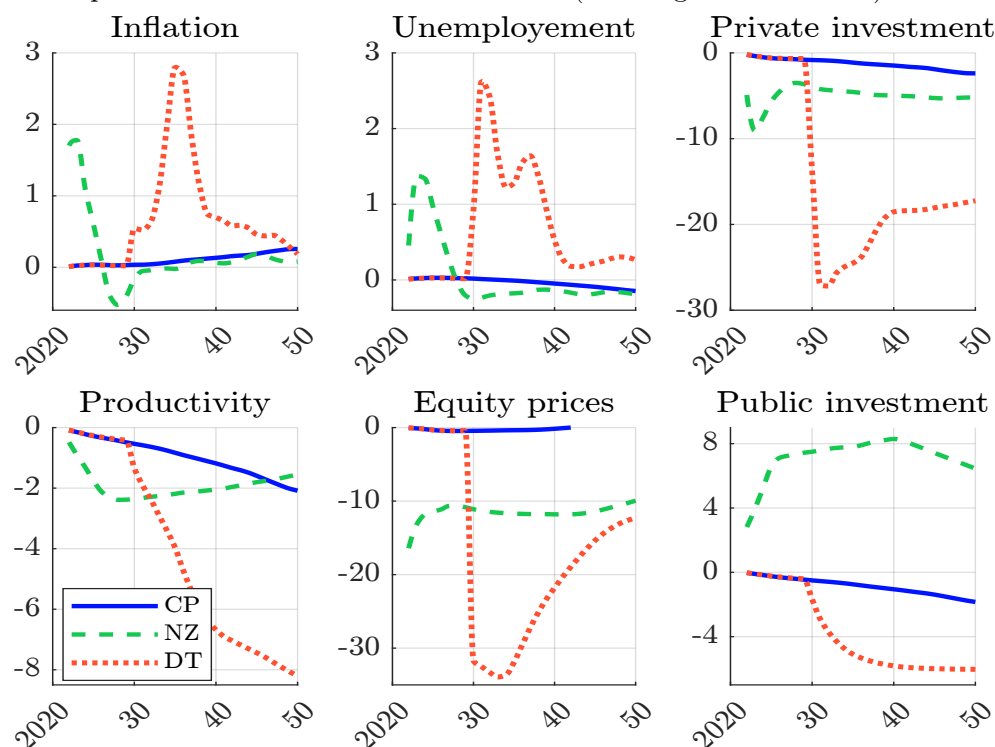 Inflation Unemployement Private investment
3 3 0
2 2 -10
1 1 -20
0 0 -30
2020 30 40 50 2020 30 40 50 2020 30 40 50
Productivity Equity prices Public investment
0 0 8
-2 -10 4
-4 -20 0
-6 -30 -4
-8
CP
NZ
DT
2020 30 40 50 2020 30 40 50 2020 30 40 50